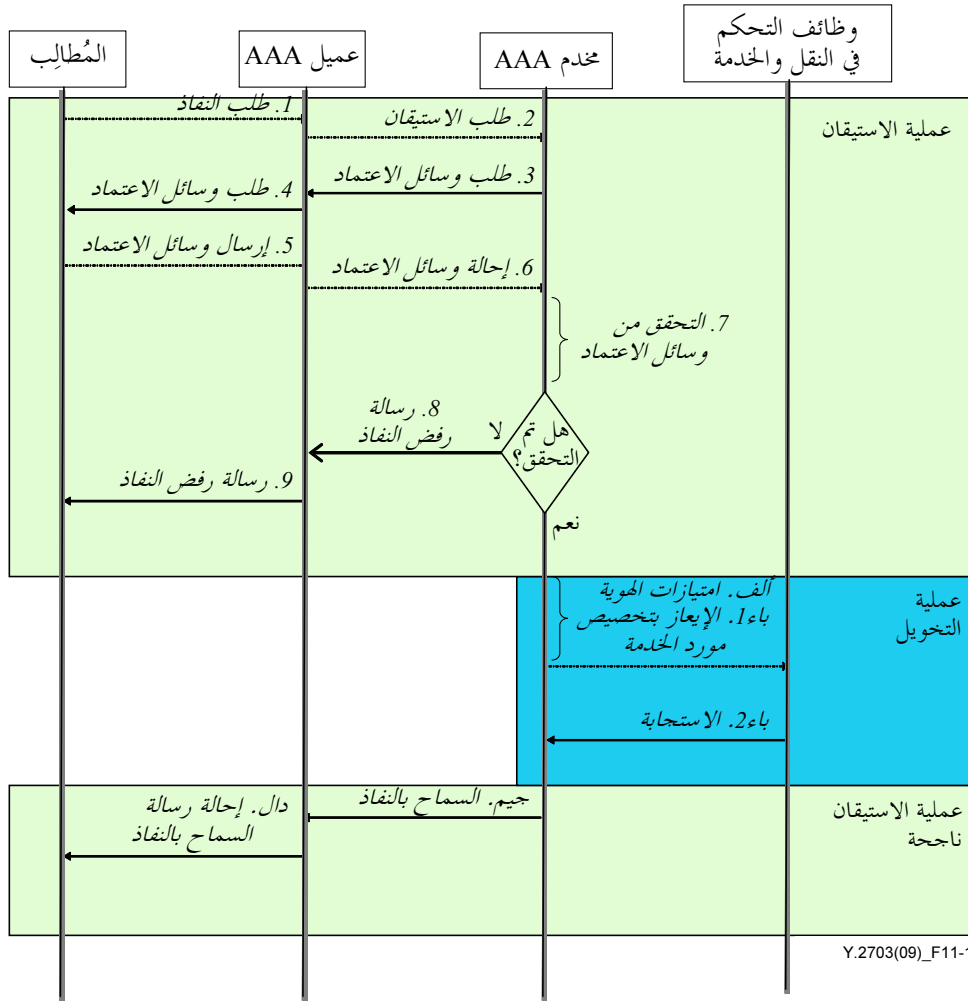 وظائف التحكم
في النقل والخدمة
مخدم AAA
عميل AAA
المُطالِب
عملية الاستيقان
1. طلب النفاذ
2. طلب الاستيقان
3. طلب وسائل الاعتماد
4. طلب وسائل الاعتماد
5. إرسال وسائل الاعتماد
6. إحالة وسائل الاعتماد
7. التحقق من
وسائل الاعتماد
8. رسالة
رفض النفاذ
لا
هل تم
التحقق؟
9. رسالة رفض النفاذ
نعم
عملية
التخويل
ألف. امتيازات الهوية
باء1. الإيعاز بتخصيص
مورد الخدمة
باء2. الاستجابة
عملية الاستيقان
ناجحة
جيم. السماح بالنفاذ
دال. إحالة رسالة
السماح بالنفاذ
Y.2703(09)_F11-1